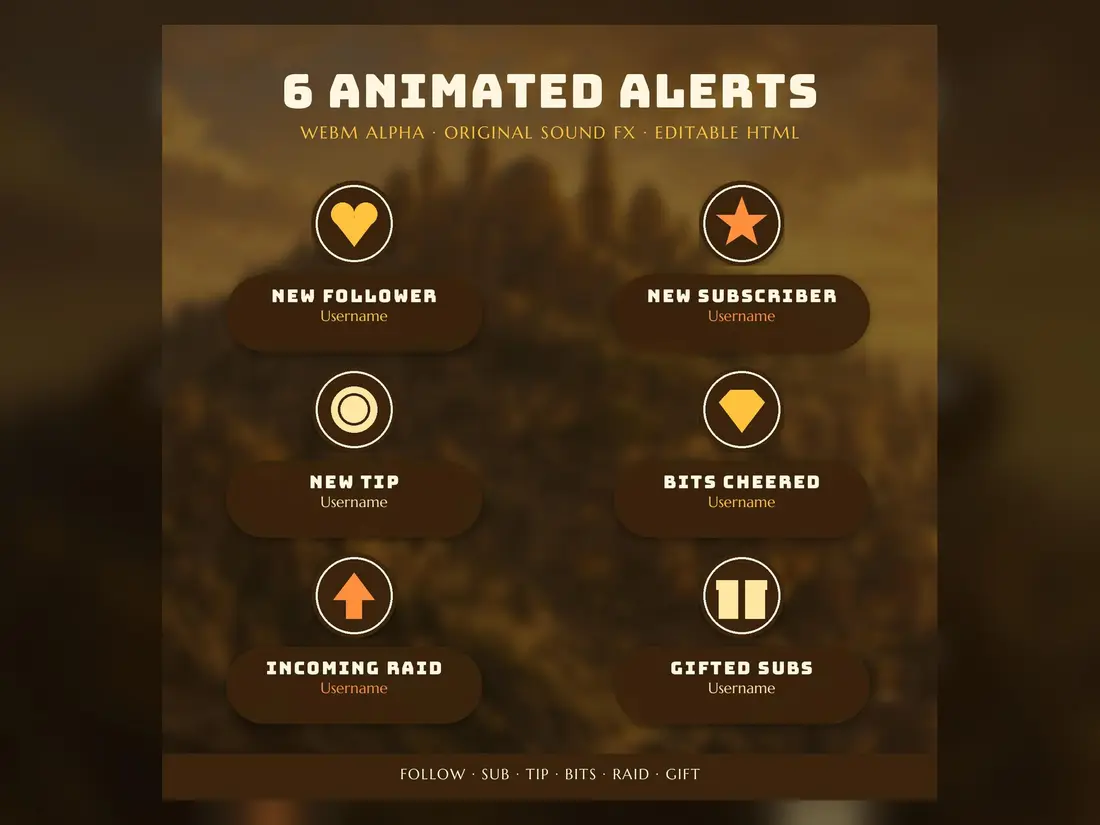 6 ANIMATED ALERTS
WEBM ALPHA · ORIGINAL SOUND FX · EDITABLE HTML
NEW FOLLOWER
Username
NEW SUBSCRIBER
Username
NEW TIP
Username
BITS CHEERED
Username
INCOMING RAID
Username
GIFTED SUBS
Username
FOLLOW · SUB · TIP · BITS · RAID · GIFT